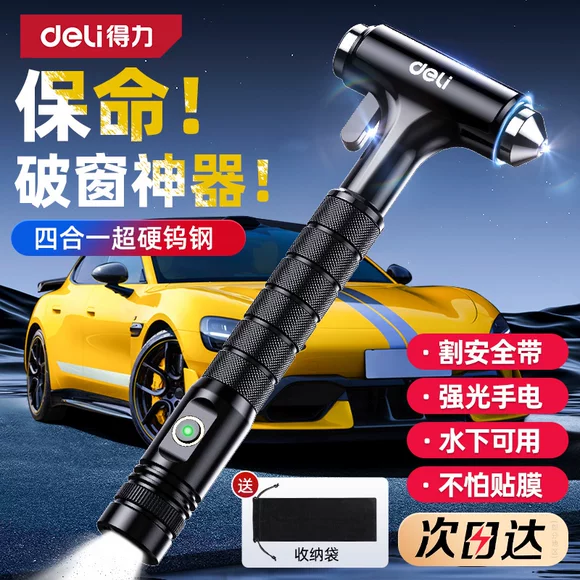 deli得力
deli
保命！
破窗神器！
四合一超硬钨钢
·割安全带
·强光手电
·水下可用
·不怕贴膜
送
收纳袋
次日达